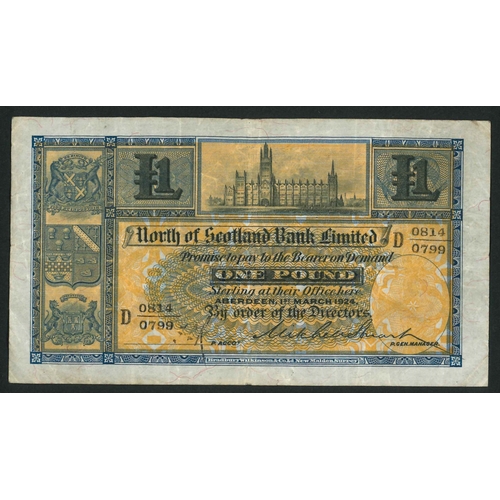 £1
£1
North of Scotland Bank Limited
D 0814
0799
Promise to pay to the Bearer on Demand
ONE POUND
Sterling at their Office here
ABERDEEN, 1ST MARCH 1924.
D 0814
0799
By order of the Directors.
P. ACCOT.
P. GEN. MANAGER.
Bradbury Wilkinson & Co. Ld. New Malden Surrey